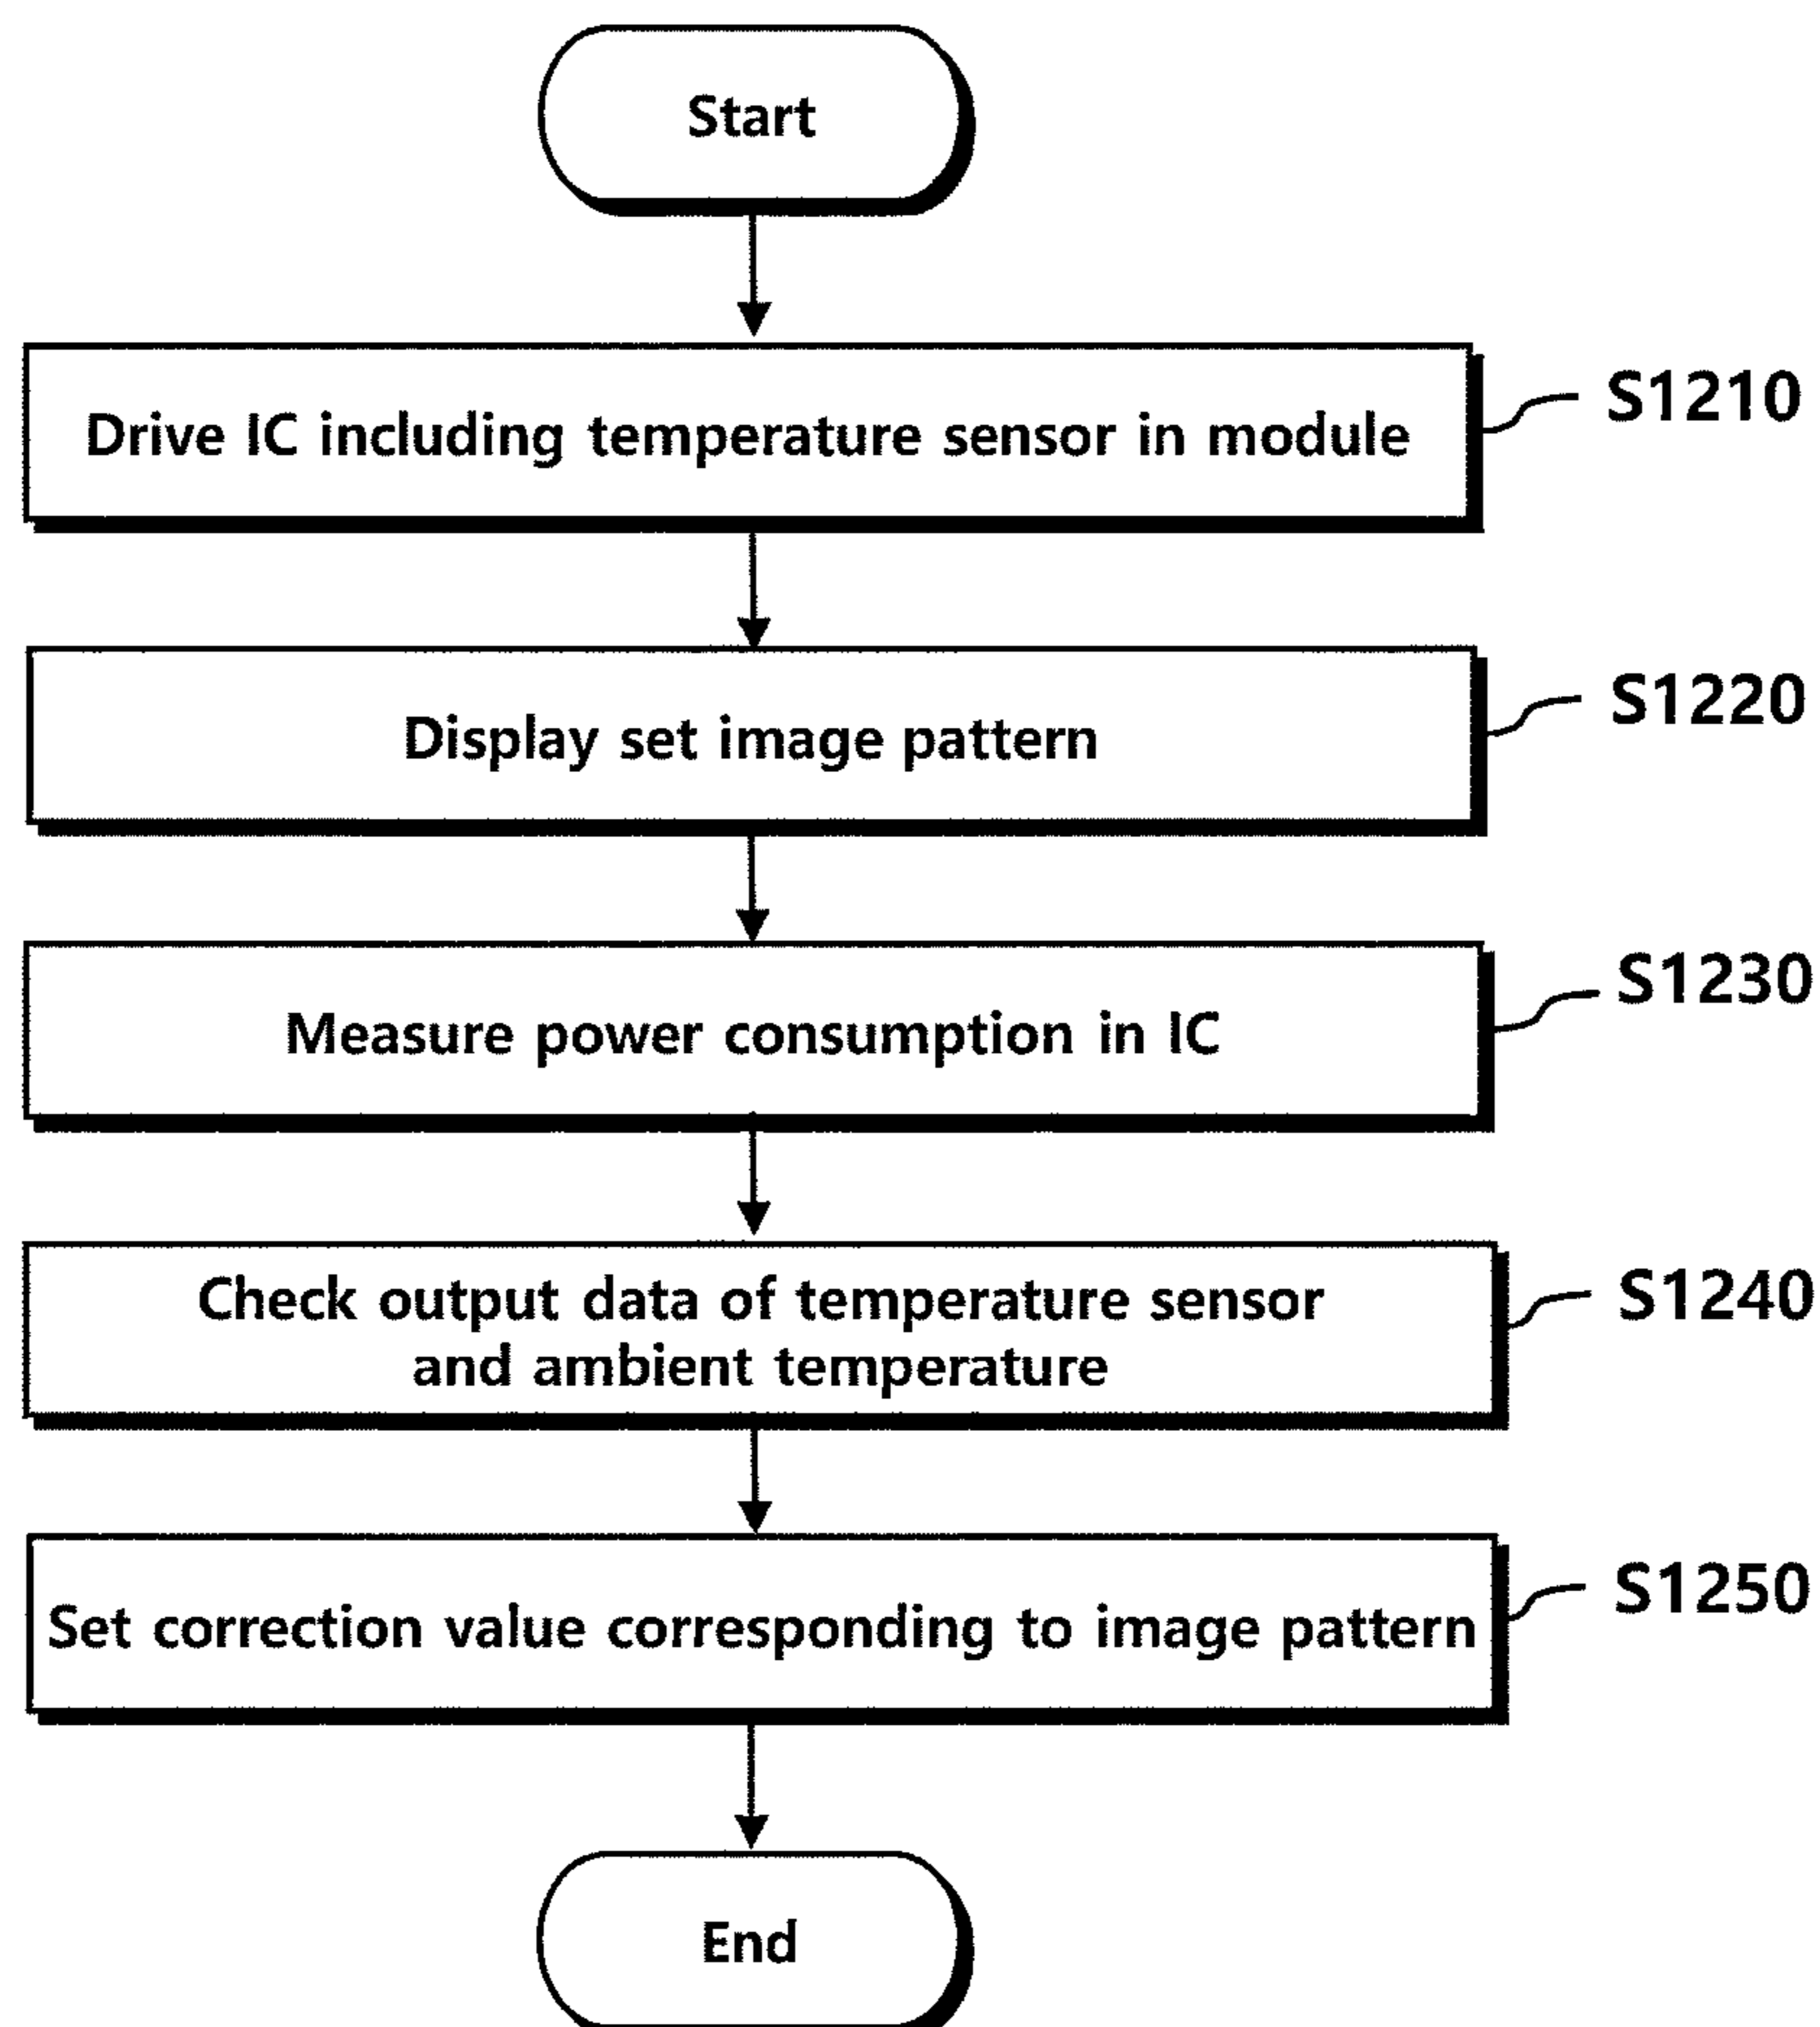 Start
Drive IC including temperature sensor in module
S1210
Display set image pattern
S1220
Measure power consumption in IC
S1230
Check output data of temperature sensor
and ambient temperature
S1240
Set correction value corresponding to image pattern
S1250
End